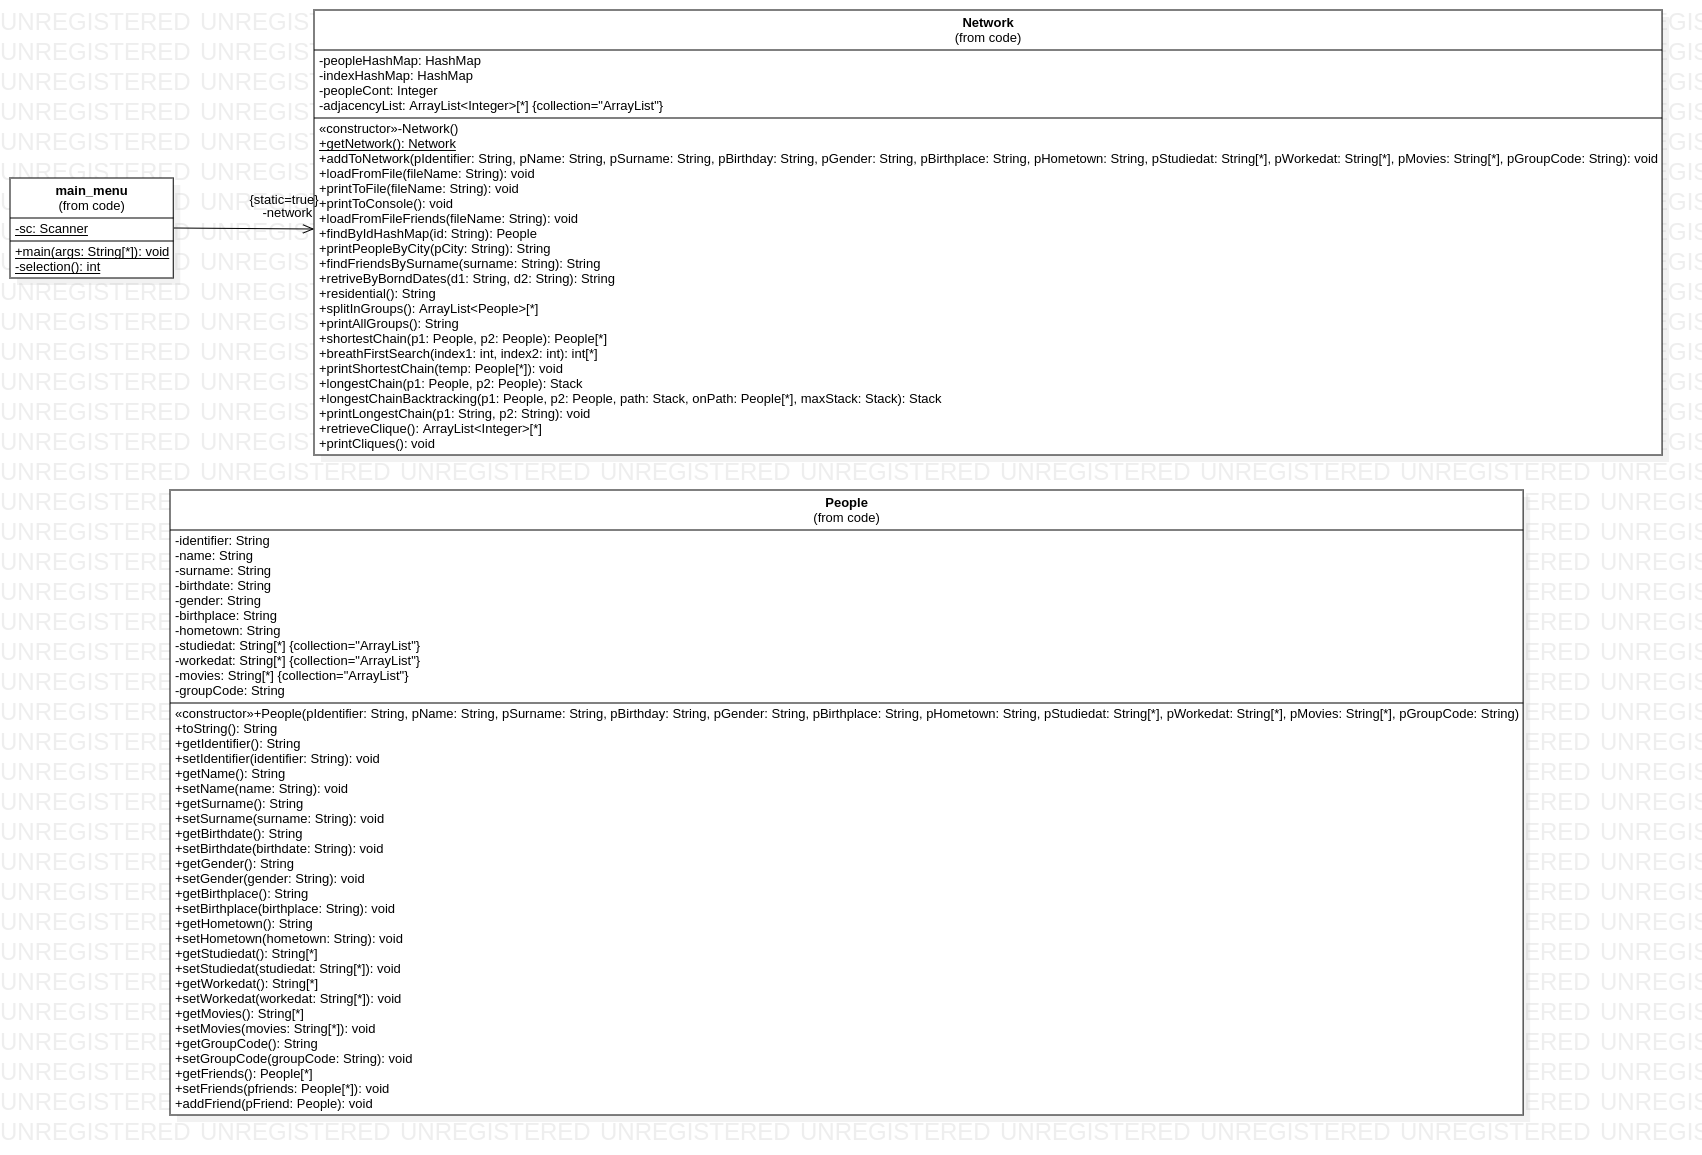 Network
(from code)
-peopleHashMap: HashMap
-indexHashMap: HashMap
-peopleCont: Integer
-adjacencyList: ArrayList<Integer>[*] {collection="ArrayList"}
«constructor»-Network()
+getNetwork(): Network
+addToNetwork(pIdentifier: String, pName: String, pSurname: String, pBirthday: String, pGender: String, pBirthplace: String, pHometown: String, pStudiedat: String[*], pWorkedat: String[*], pMovies: String[*], pGroupCode: String): void
+loadFromFile(fileName: String): void
+printToFile(fileName: String): void
+printToConsole(): void
+loadFromFileFriends(fileName: String): void
+findByIdHashMap(id: String): People
+printPeopleByCity(pCity: String): String
+findFriendsBySurname(surname: String): String
+retriveByBorndDates(d1: String, d2: String): String
+residential(): String
+splitInGroups(): ArrayList<People>[*]
+printAllGroups(): String
+shortestChain(p1: People, p2: People): People[*]
+breathFirstSearch(index1: int, index2: int): int[*]
+printShortestChain(temp: People[*]): void
+longestChain(p1: People, p2: People): Stack
+longestChainBacktracking(p1: People, p2: People, path: Stack, onPath: People[*], maxStack: Stack): Stack
+printLongestChain(p1: String, p2: String): void
+retrieveClique(): ArrayList<Integer>[*]
+printCliques(): void
main_menu
(from code)
-sc: Scanner
+main(args: String[*]): void
-selection(): int
{static=true}
-network
People
(from code)
-identifier: String
-name: String
-surname: String
-birthdate: String
-gender: String
-birthplace: String
-hometown: String
-studiedat: String[*] {collection="ArrayList"}
-workedat: String[*] {collection="ArrayList"}
-movies: String[*] {collection="ArrayList"}
-groupCode: String
«constructor»+People(pIdentifier: String, pName: String, pSurname: String, pBirthday: String, pGender: String, pBirthplace: String, pHometown: String, pStudiedat: String[*], pWorkedat: String[*], pMovies: String[*], pGroupCode: String)
+toString(): String
+getIdentifier(): String
+setIdentifier(identifier: String): void
+getName(): String
+setName(name: String): void
+getSurname(): String
+setSurname(surname: String): void
+getBirthdate(): String
+setBirthdate(birthdate: String): void
+getGender(): String
+setGender(gender: String): void
+getBirthplace(): String
+setBirthplace(birthplace: String): void
+getHometown(): String
+setHometown(hometown: String): void
+getStudiedat(): String[*]
+setStudiedat(studiedat: String[*]): void
+getWorkedat(): String[*]
+setWorkedat(workedat: String[*]): void
+getMovies(): String[*]
+setMovies(movies: String[*]): void
+getGroupCode(): String
+setGroupCode(groupCode: String): void
+getFriends(): People[*]
+setFriends(pfriends: People[*]): void
+addFriend(pFriend: People): void
UNREGISTERED UNREGISTERED UNREGISTERED UNREGISTERED UNREGISTERED UNREGISTERED UNREGISTERED UNREGISTERED